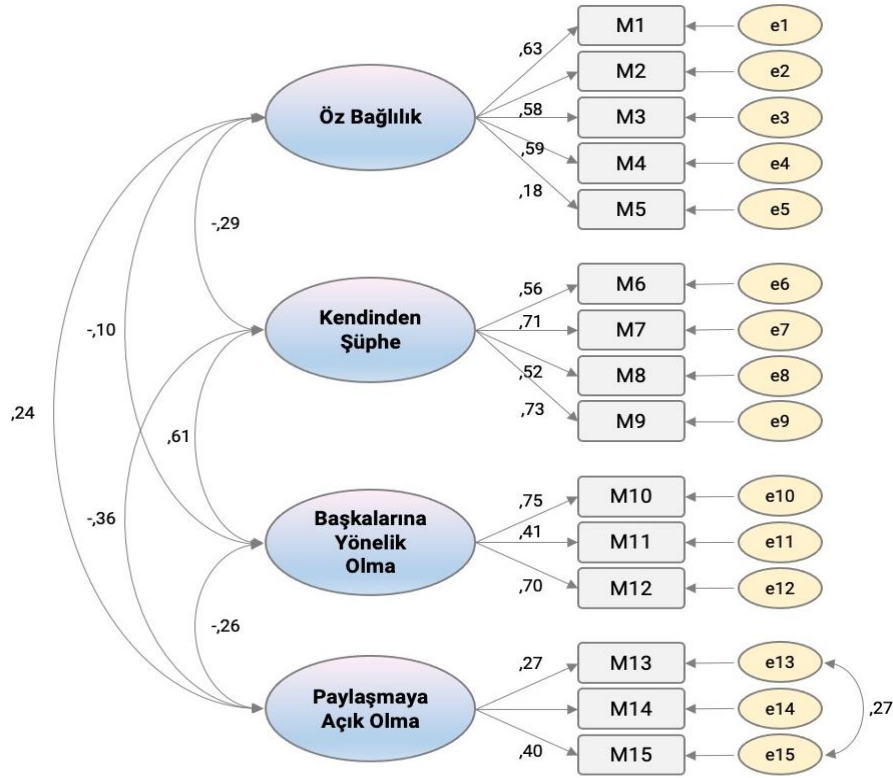 M1
e1
,63
M2
e2
Öz Bağlılık
,58
M3
e3
,59
M4
e4
,18
M5
e5
-,29
,56
M6
e6
Kendinden
Şüphe
,71
M7
e7
-,10
,52
M8
e8
,73
M9
e9
,24
,61
,75
M10
e10
-,36
Başkalarına
Yönelik
Olma
,41
M11
e11
,70
M12
e12
-,26
,27
M13
e13
Paylaşmaya
Açık Olma
M14
e14
,27
,40
M15
e15